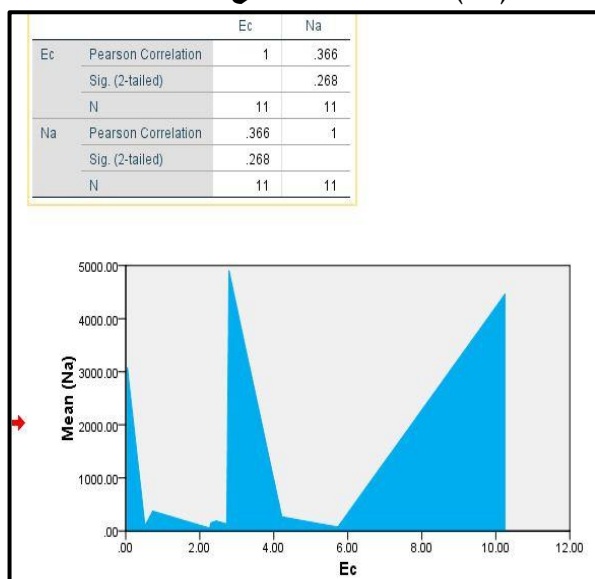 Ec Na
Ec Pearson Correlation 1 .366
Sig. (2-tailed) .268
N 11 11
Na Pearson Correlation .366 1
Sig. (2-tailed) .268
N 11 11
5000.00
4000.00
3000.00
2000.00
1000.00
.00
Mean (Na)
.00 2.00 4.00 6.00 8.00 10.00 12.00
Ec